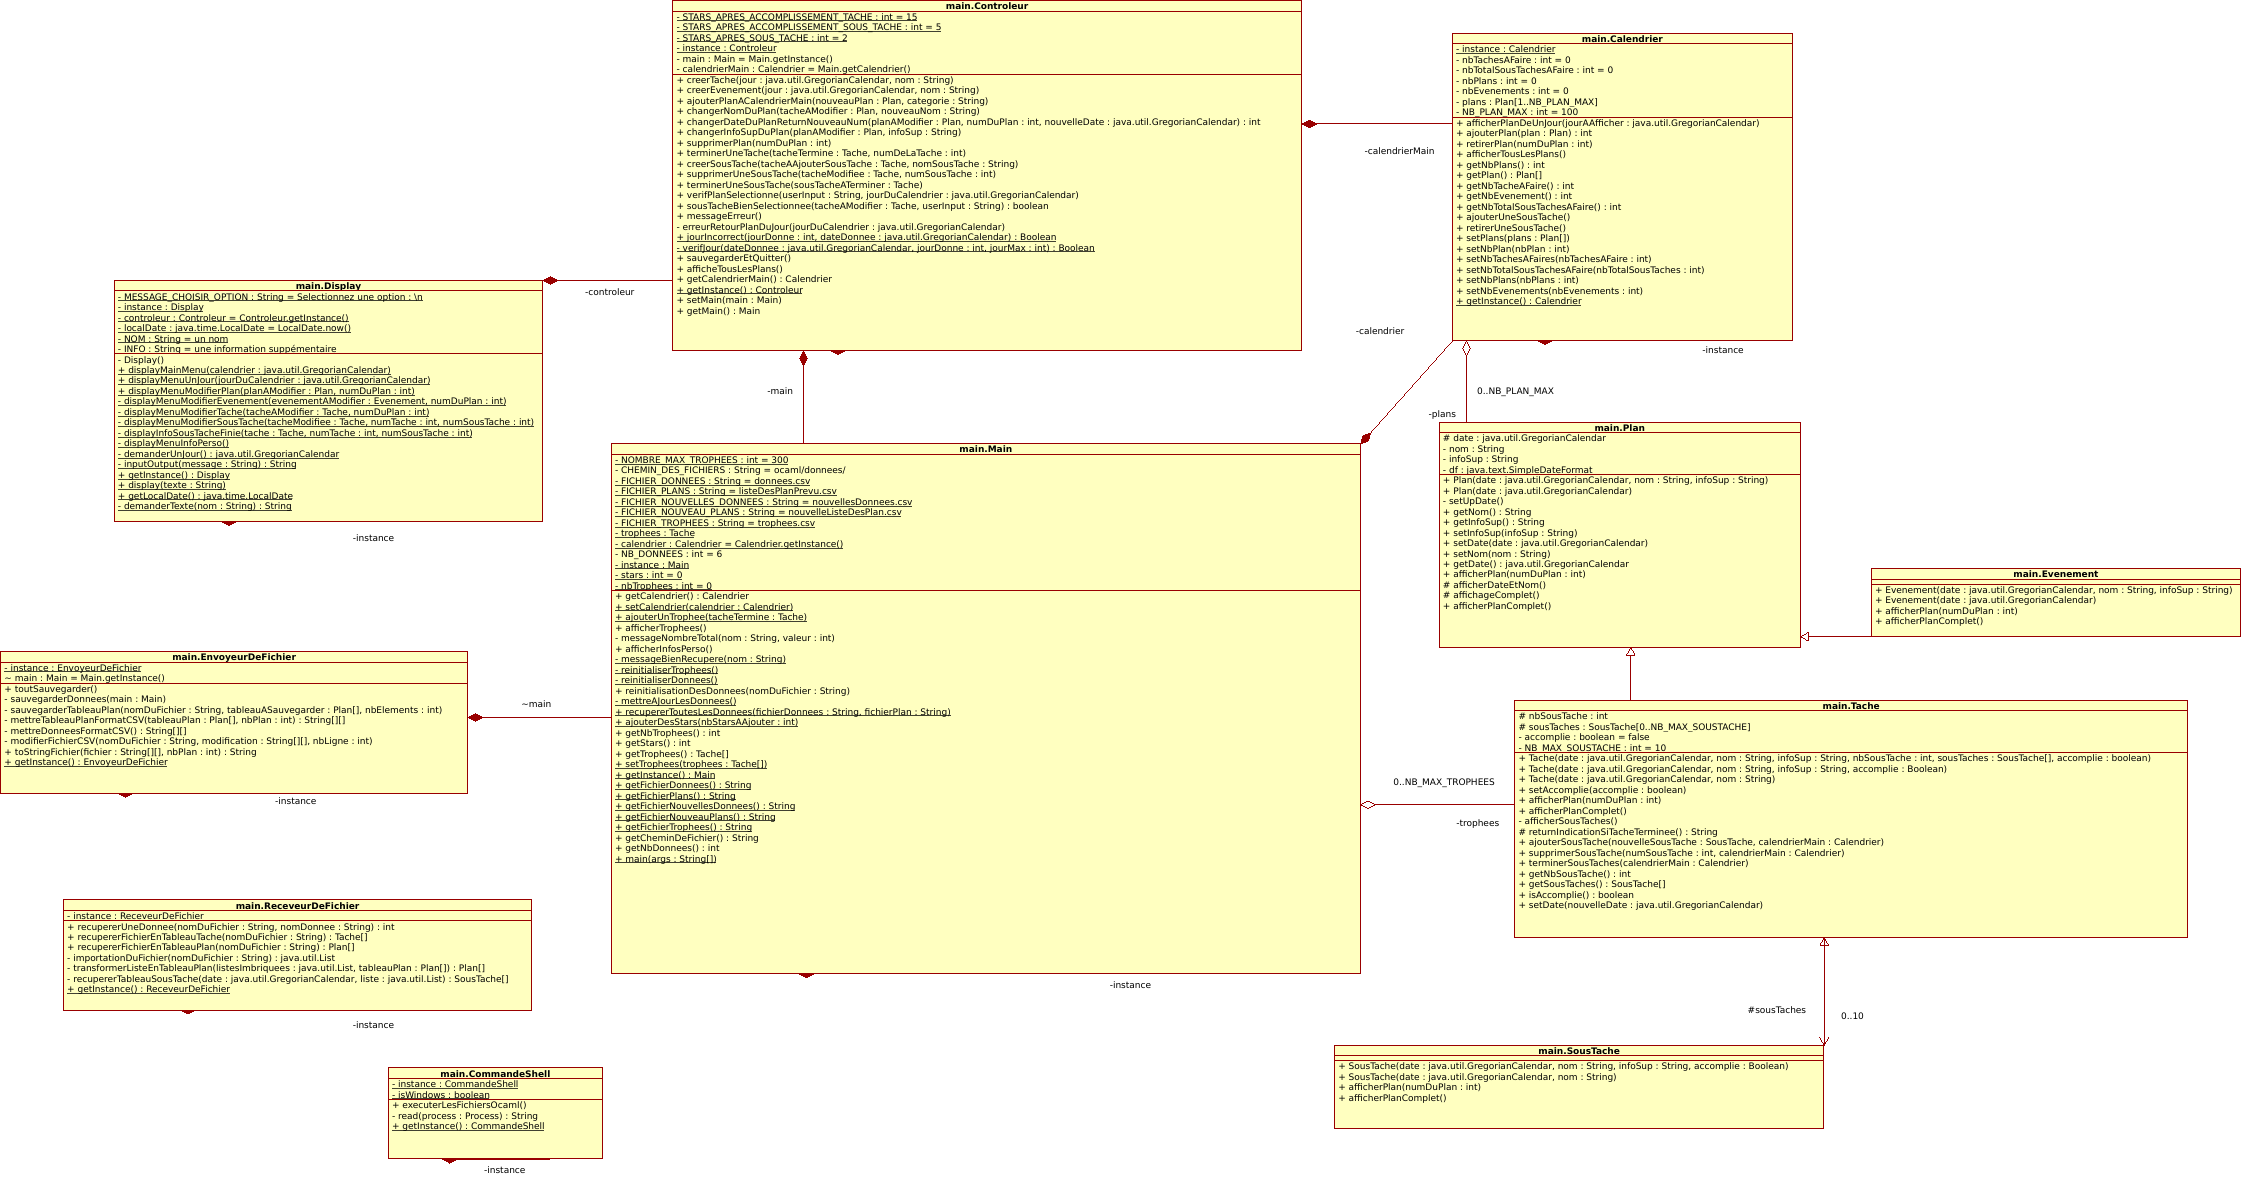 main.Controleur
- STARS_APRES_ACCOMPLISSEMENT_TACHE : int = 15
- STARS_APRES_ACCOMPLISSEMENT_SOUS_TACHE : int = 5
- STARS_APRES_SOUS_TACHE : int = 2
- instance : Controleur
- main : Main = Main.getInstance()
- calendrierMain : Calendrier = Main.getCalendrier()
+ creerTache(jour : java.util.GregorianCalendar, nom : String)
+ creerEvenement(jour : java.util.GregorianCalendar, nom : String)
+ ajouterPlanACalendrierMain(nouveauPlan : Plan, categorie : String)
+ changerNomDuPlan(tacheAModifier : Plan, nouveauNom : String)
+ changerDateDuPlanReturnNouveauNum(planAModifier : Plan, numDuPlan : int, nouvelleDate : java.util.GregorianCalendar) : int
+ changerInfoSupDuPlan(planAModifier : Plan, infoSup : String)
+ supprimerPlan(numDuPlan : int)
+ terminerUneTache(tacheTermine : Tache, numDeLaTache : int)
+ creerSousTache(tacheAAjouterSousTache : Tache, nomSousTache : String)
+ supprimerUneSousTache(tacheModifiee : Tache, numSousTache : int)
+ terminerUneSousTache(sousTacheATerminer : Tache)
+ verifPlanSelectionne(userInput : String, jourDuCalendrier : java.util.GregorianCalendar)
+ sousTacheBienSelectionnee(tacheAModifier : Tache, userInput : String) : boolean
+ messageErreur()
- erreurRetourPlanDuJour(jourDuCalendrier : java.util.GregorianCalendar)
+ jourIncorrect(jourDonne : int, dateDonnee : java.util.GregorianCalendar) : Boolean
- verifJour(dateDonnee : java.util.GregorianCalendar, jourDonne : int, jourMax : int) : Boolean
+ sauvegarderEtQuitter()
+ afficheTousLesPlans()
+ getCalendrierMain() : Calendrier
+ getInstance() : Controleur
+ setMain(main : Main)
+ getMain() : Main
main.Calendrier
- instance : Calendrier
- nbTachesAFaire : int = 0
- nbTotalSousTachesAFaire : int = 0
- nbPlans : int = 0
- nbEvenements : int = 0
- plans : Plan[1..NB_PLAN_MAX]
- NB_PLAN_MAX : int = 100
+ afficherPlanDeUnJour(jourAAfficher : java.util.GregorianCalendar)
+ ajouterPlan(plan : Plan) : int
+ retirerPlan(numDuPlan : int)
+ afficherTousLesPlans()
+ getNbPlans() : int
+ getPlan() : Plan[]
+ getNbTacheAFaire() : int
+ getNbEvenement() : int
+ getNbTotalSousTachesAFaire() : int
+ ajouterUneSousTache()
+ retirerUneSousTache()
+ setPlans(plans : Plan[])
+ setNbPlan(nbPlan : int)
+ setNbTachesAFaires(nbTachesAFaire : int)
+ setNbTotalSousTachesAFaire(nbTotalSousTaches : int)
+ setNbPlans(nbPlans : int)
+ setNbEvenements(nbEvenements : int)
+ getInstance() : Calendrier
-calendrierMain
-controleur
-calendrier
-instance
-main
0..NB_PLAN_MAX
-plans
main.Display
- MESSAGE_CHOISIR_OPTION : String = Selectionnez une option : \n
- instance : Display
- controleur : Controleur = Controleur.getInstance()
- localDate : java.time.LocalDate = LocalDate.now()
- NOM : String = un nom
- INFO : String = une information suppémentaire
- Display()
+ displayMainMenu(calendrier : java.util.GregorianCalendar)
+ displayMenuUnJour(jourDuCalendrier : java.util.GregorianCalendar)
+ displayMenuModifierPlan(planAModifier : Plan, numDuPlan : int)
- displayMenuModifierEvenement(evenementAModifier : Evenement, numDuPlan : int)
- displayMenuModifierTache(tacheAModifier : Tache, numDuPlan : int)
- displayMenuModifierSousTache(tacheModifiee : Tache, numTache : int, numSousTache : int)
- displayInfoSousTacheFinie(tache : Tache, numTache : int, numSousTache : int)
- displayMenuInfoPerso()
- demanderUnJour() : java.util.GregorianCalendar
- inputOutput(message : String) : String
+ getInstance() : Display
+ display(texte : String)
+ getLocalDate() : java.time.LocalDate
- demanderTexte(nom : String) : String
-instance
main.Main
- NOMBRE_MAX_TROPHEES : int = 300
- CHEMIN_DES_FICHIERS : String = ocaml/donnees/
- FICHIER_DONNEES : String = donnees.csv
- FICHIER_PLANS : String = listeDesPlanPrevu.csv
- FICHIER_NOUVELLES_DONNEES : String = nouvellesDonnees.csv
- FICHIER_NOUVEAU_PLANS : String = nouvelleListeDesPlan.csv
- FICHIER_TROPHEES : String = trophees.csv
- trophees : Tache
- calendrier : Calendrier = Calendrier.getInstance()
- NB_DONNEES : int = 6
- instance : Main
- stars : int = 0
- nbTrophees : int = 0
+ getCalendrier() : Calendrier
+ setCalendrier(calendrier : Calendrier)
+ ajouterUnTrophee(tacheTermine : Tache)
+ afficherTrophees()
- messageNombreTotal(nom : String, valeur : int)
+ afficherInfosPerso()
- messageBienRecupere(nom : String)
- reinitialiserTrophees()
- reinitialiserDonnees()
+ reinitialisationDesDonnees(nomDuFichier : String)
- mettreAJourLesDonnees()
+ recupererToutesLesDonnees(fichierDonnees : String, fichierPlan : String)
+ ajouterDesStars(nbStarsAAjouter : int)
+ getNbTrophees() : int
+ getStars() : int
+ getTrophees() : Tache[]
+ setTrophees(trophees : Tache[])
+ getInstance() : Main
+ getFichierDonnees() : String
+ getFichierPlans() : String
+ getFichierNouvellesDonnees() : String
+ getFichierNouveauPlans() : String
+ getFichierTrophees() : String
+ getCheminDeFichier() : String
+ getNbDonnees() : int
+ main(args : String[])
-instance
main.Plan
# date : java.util.GregorianCalendar
- nom : String
- infoSup : String
- df : java.text.SimpleDateFormat
+ Plan(date : java.util.GregorianCalendar, nom : String, infoSup : String)
+ Plan(date : java.util.GregorianCalendar)
- setUpDate()
+ getNom() : String
+ getInfoSup() : String
+ setInfoSup(infoSup : String)
+ setDate(date : java.util.GregorianCalendar)
+ setNom(nom : String)
+ getDate() : java.util.GregorianCalendar
+ afficherPlan(numDuPlan : int)
# afficherDateEtNom()
# affichageComplet()
+ afficherPlanComplet()
main.Evenement
+ Evenement(date : java.util.GregorianCalendar, nom : String, infoSup : String)
+ Evenement(date : java.util.GregorianCalendar)
+ afficherPlan(numDuPlan : int)
+ afficherPlanComplet()
main.EnvoyeurDeFichier
- instance : EnvoyeurDeFichier
~ main : Main = Main.getInstance()
+ toutSauvegarder()
- sauvegarderDonnees(main : Main)
- sauvegarderTableauPlan(nomDuFichier : String, tableauASauvegarder : Plan[], nbElements : int)
- mettreTableauPlanFormatCSV(tableauPlan : Plan[], nbPlan : int) : String[][]
- mettreDonneesFormatCSV() : String[][]
- modifierFichierCSV(nomDuFichier : String, modification : String[][], nbLigne : int)
+ toStringFichier(fichier : String[][], nbPlan : int) : String
+ getInstance() : EnvoyeurDeFichier
~main
-instance
main.Tache
# nbSousTache : int
# sousTaches : SousTache[0..NB_MAX_SOUSTACHE]
- accomplie : boolean = false
- NB_MAX_SOUSTACHE : int = 10
+ Tache(date : java.util.GregorianCalendar, nom : String, infoSup : String, nbSousTache : int, sousTaches : SousTache[], accomplie : boolean)
+ Tache(date : java.util.GregorianCalendar, nom : String, infoSup : String, accomplie : Boolean)
+ Tache(date : java.util.GregorianCalendar, nom : String)
+ setAccomplie(accomplie : boolean)
+ afficherPlan(numDuPlan : int)
+ afficherPlanComplet()
- afficherSousTaches()
# returnIndicationSiTacheTerminee() : String
+ ajouterSousTache(nouvelleSousTache : SousTache, calendrierMain : Calendrier)
+ supprimerSousTache(numSousTache : int, calendrierMain : Calendrier)
+ terminerSousTaches(calendrierMain : Calendrier)
+ getNbSousTache() : int
+ getSousTaches() : SousTache[]
+ isAccomplie() : boolean
+ setDate(nouvelleDate : java.util.GregorianCalendar)
0..NB_MAX_TROPHEES
-trophees
main.ReceveurDeFichier
- instance : ReceveurDeFichier
+ recupererUneDonnee(nomDuFichier : String, nomDonnee : String) : int
+ recupererFichierEnTableauTache(nomDuFichier : String) : Tache[]
+ recupererFichierEnTableauPlan(nomDuFichier : String) : Plan[]
- importationDuFichier(nomDuFichier : String) : java.util.List
- transformerListeEnTableauPlan(listesImbriquees : java.util.List, tableauPlan : Plan[]) : Plan[]
- recupererTableauSousTache(date : java.util.GregorianCalendar, liste : java.util.List) : SousTache[]
+ getInstance() : ReceveurDeFichier
-instance
#sousTaches
0..10
main.SousTache
+ SousTache(date : java.util.GregorianCalendar, nom : String, infoSup : String, accomplie : Boolean)
+ SousTache(date : java.util.GregorianCalendar, nom : String)
+ afficherPlan(numDuPlan : int)
+ afficherPlanComplet()
main.CommandeShell
- instance : CommandeShell
- isWindows : boolean
+ executerLesFichiersOcaml()
- read(process : Process) : String
+ getInstance() : CommandeShell
-instance